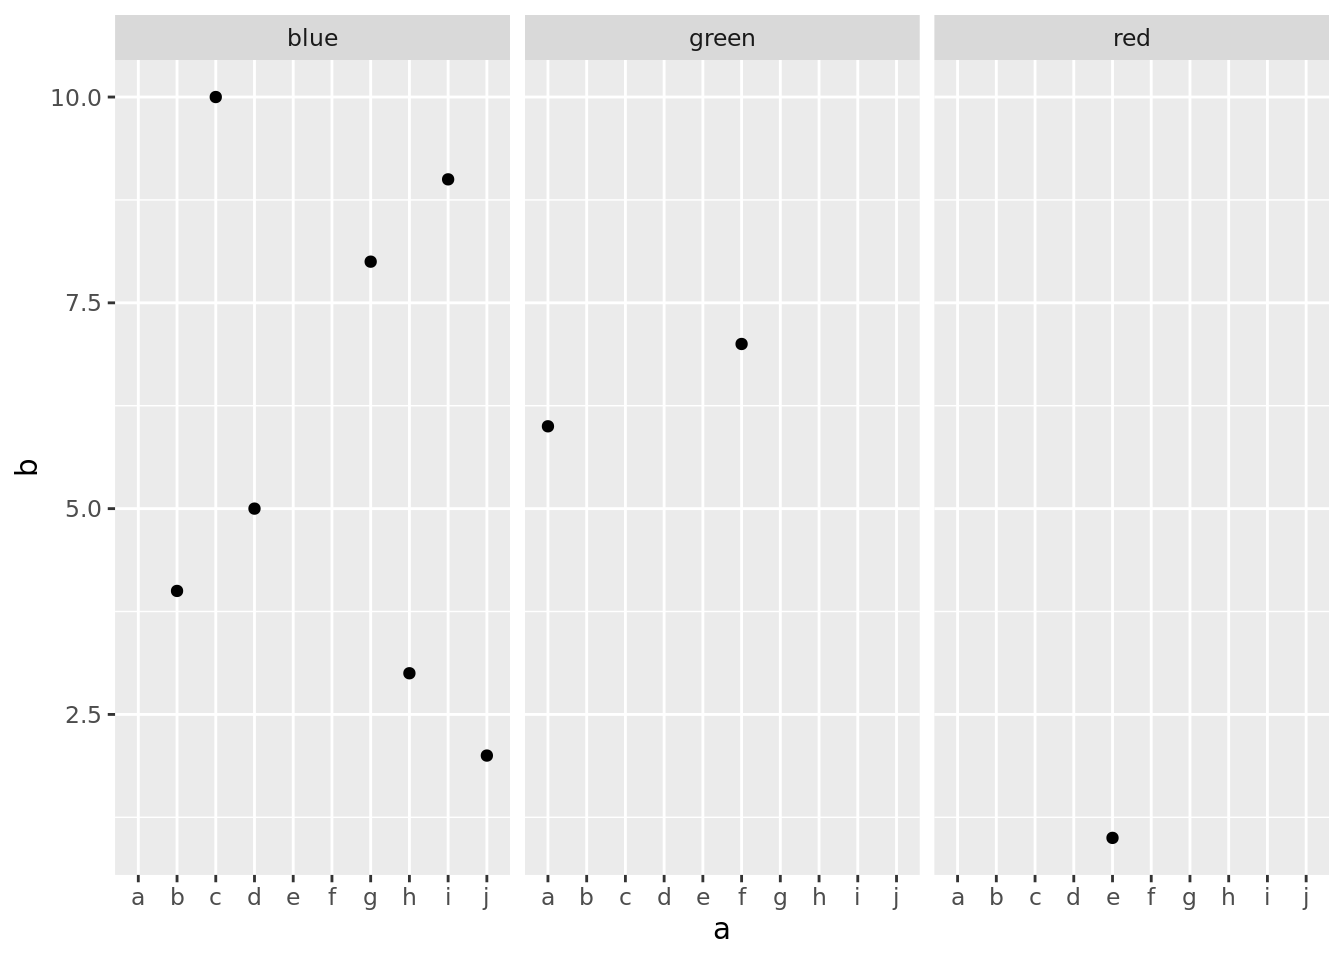 blue green red
10.0
7.5
b
5.0
2.5
a b c d e f g h i j a b c d e f g h i j a b c d e f g h i j
a